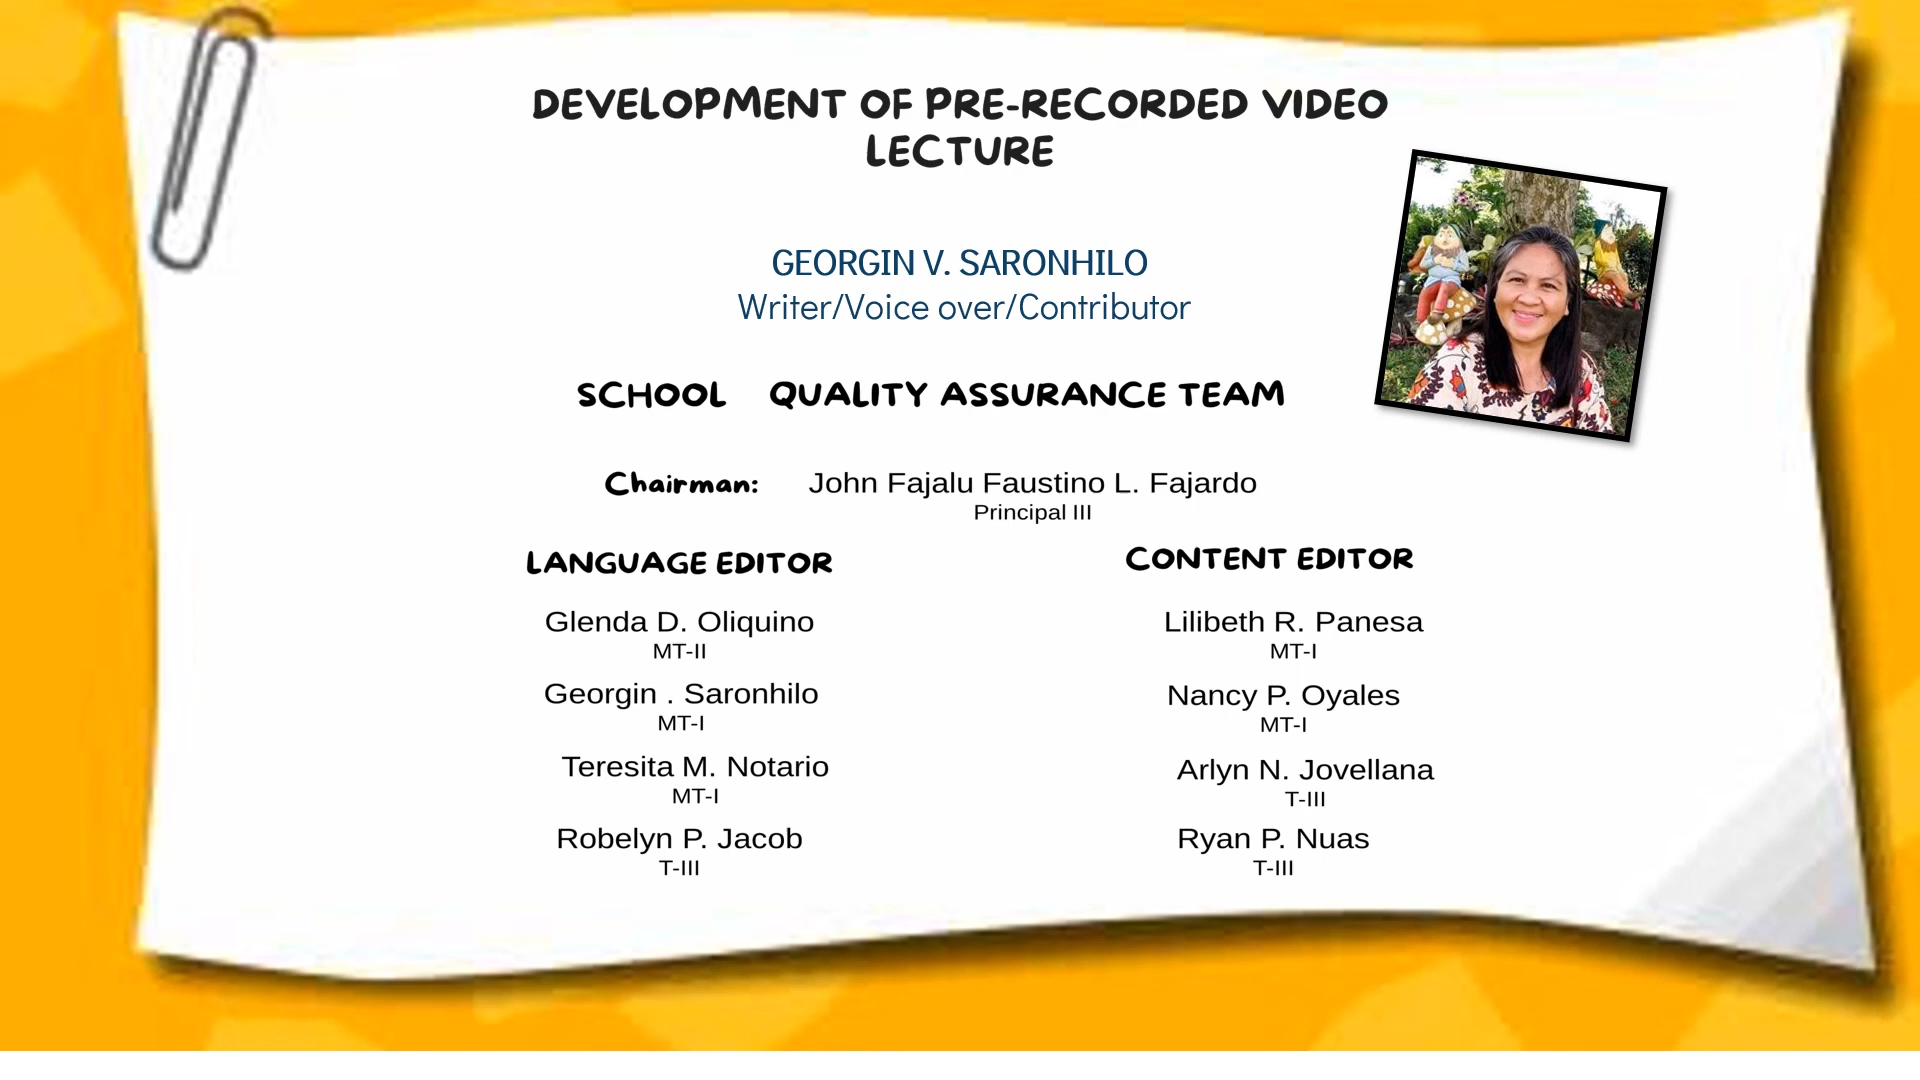 DEVELOPMENT OF PRE-RECORDED VIDEO
LECTURE
GEORGIN V. SARONHILO
Writer/Voice over/Contributor
SCHOOL QUALITY ASSURANCE TEAM
Chairman: John Fajalu Faustino L. Fajardo
Principal III
LANGUAGE EDITOR
Glenda D. Oliquino
MT-II
Georgin . Saronhilo
MT-I
Teresita M. Notario
MT-I
Robelyn P. Jacob
T-III
CONTENT EDITOR
Lilibeth R. Panesa
MT-I
Nancy P. Oyales
MT-I
Arlyn N. Jovellana
T-III
Ryan P. Nuas
T-III